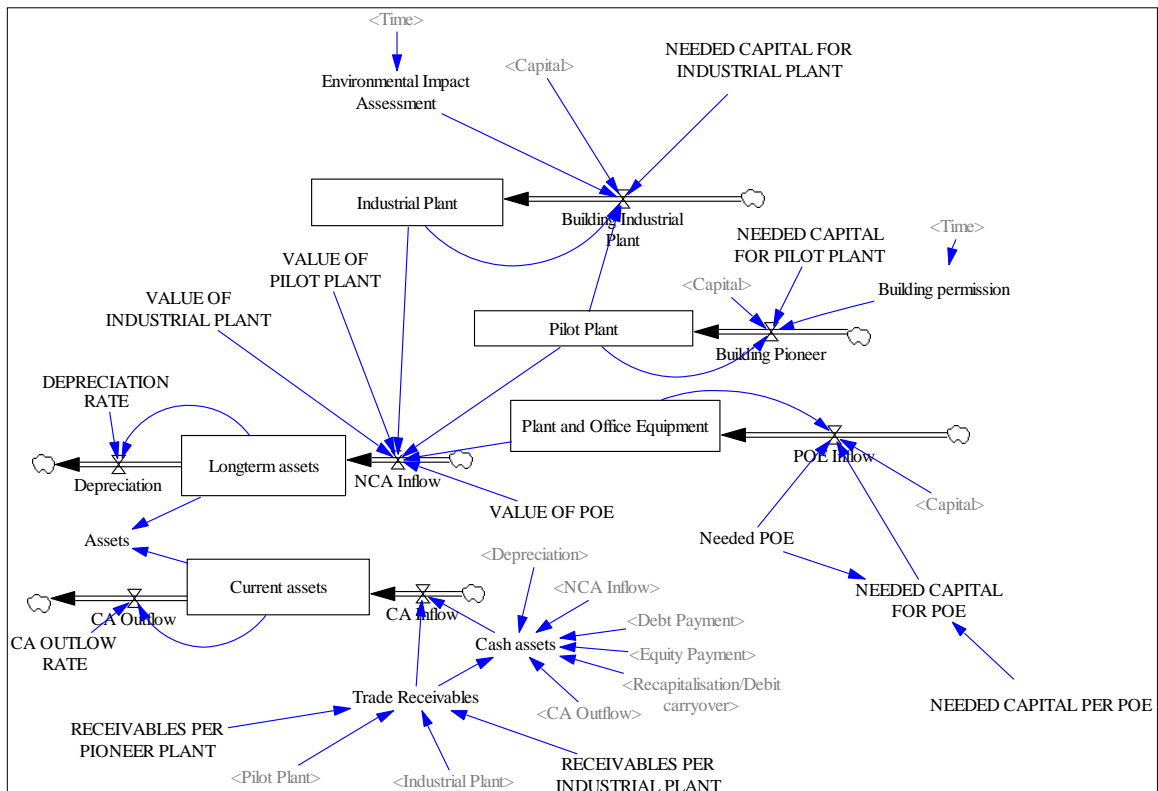 <Time>
NEEDED CAPITAL FOR
INDUSTRIAL PLANT
<Capital>
Environmental Impact
Assessment
Industrial Plant
Building Industrial
Plant
<Time>
NEEDED CAPITAL
FOR PILOT PLANT
VALUE OF
PILOT PLANT
<Capital>
Building permission
VALUE OF
INDUSTRIAL PLANT
Pilot Plant
Building Pioneer
DEPRECIATION
RATE
Plant and Office Equipment
POE Inflow
Longterm assets
Depreciation
NCA Inflow
<Capital>
VALUE OF POE
Needed POE
Assets
<Depreciation>
Current assets
<NCA Inflow>
NEEDED CAPITAL
FOR POE
CA Outflow
CA Inflow
<Debt Payment>
CA OUTLOW
RATE
Cash assets
<Equity Payment>
<Recapitalisation/Debit
carryover>
Trade Receivables
<CA Outflow>
NEEDED CAPITAL PER POE
RECEIVABLES PER
PIONEER PLANT
RECEIVABLES PER
INDUSTRIAL PLANT
<Pilot Plant>
<Industrial Plant>